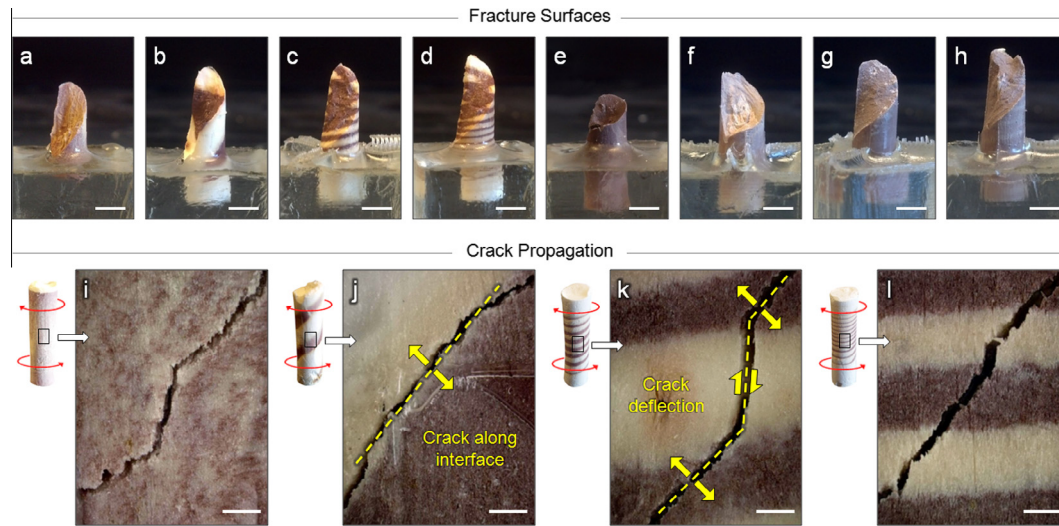 Fracture Surfaces
a
b
c
d
e
f
g
h
Crack Propagation
i
j
k
l
Crack
deflection
Crack along
interface